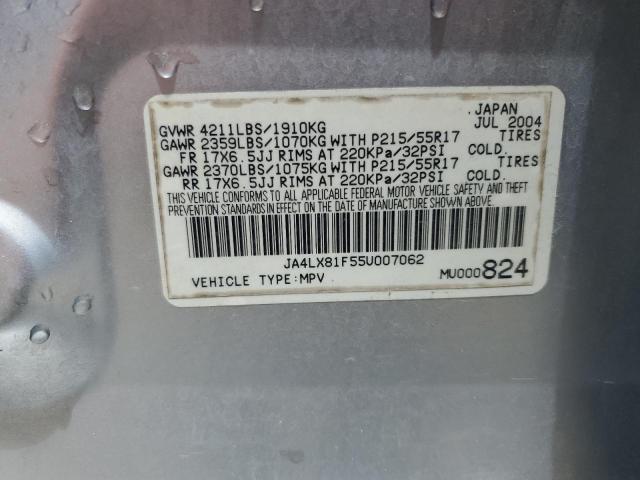 JAPAN
GVWR 4211LBS/1910KG JUL 2004
GAWR 2359LBS/1070KG WITH P215/55R17 TIRES
FR 17X6.5JJ RIMS AT 220KPa/32PSI COLD.
GAWR 2370LBS/1075KG WITH P215/55R17 TIRES
RR 17X6.5JJ RIMS AT 220KPa/32PSI COLD.
THIS VEHICLE CONFORMS TO ALL APPLICABLE FEDERAL MOTOR VEHICLE SAFETY AND THEFT
PREVENTION STANDARDS IN EFFECT ON THE DATE OF MANUFACTURE SHOWN ABOVE.
JA4LX81F55U007062
VEHICLE TYPE:MPV MU000824